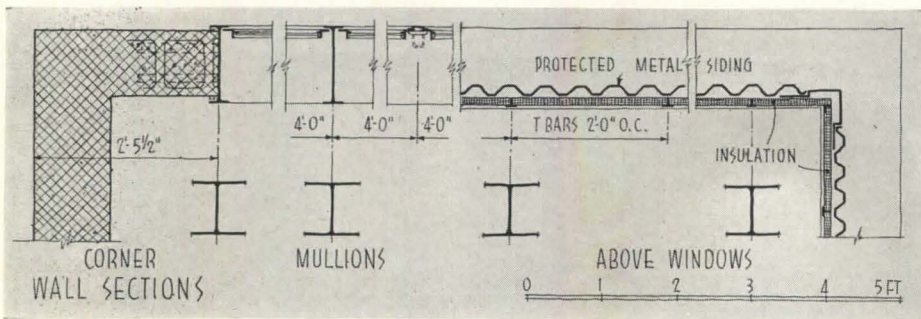 PROTECTED METAL SIDING
4'-0" 4'-0" 4'-0" T BARS 2'-0" O.C.
2'-5½"
INSULATION
CORNER MULLIONS ABOVE WINDOWS
WALL SECTIONS
0 1 2 3 4 5 FT